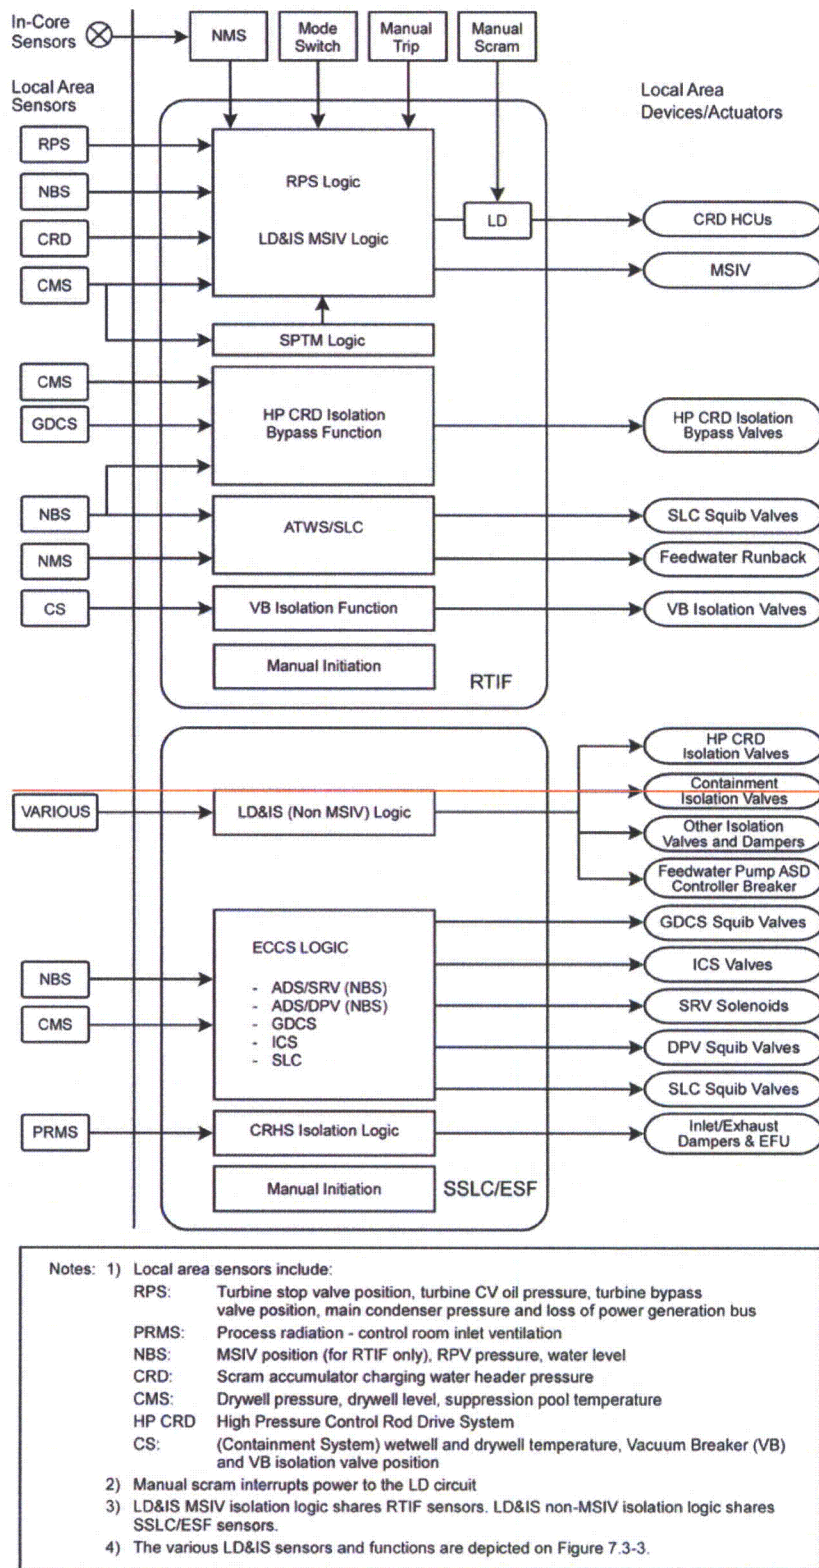 In-Core
Sensors
NMS
Mode
Switch
Manual
Trip
Manual
Scram
Local Area
Sensors
Local Area
Devices/Actuators
RPS
NBS
CRD
CMS
RPS Logic
LD&IS MSIV Logic
LD
CRD HCUs
MSIV
SPTM Logic
CMS
GDCS
HP CRD Isolation
Bypass Function
HP CRD Isolation
Bypass Valves
NBS
NMS
ATWS/SLC
SLC Squib Valves
Feedwater Runback
CS
VB Isolation Function
VB Isolation Valves
Manual Initiation
RTIF
VARIOUS
LD&IS (Non MSIV) Logic
HP CRD
Isolation Valves
Containment
Isolation Valves
Other Isolation
Valves and Dampers
Feedwater Pump ASD
Controller Breaker
NBS
CMS
ECCS LOGIC
- ADS/SRV (NBS)
- ADS/DPV (NBS)
- GDCS
- ICS
- SLC
GDCS Squib Valves
ICS Valves
SRV Solenoids
DPV Squib Valves
SLC Squib Valves
PRMS
CRHS Isolation Logic
Inlet/Exhaust
Dampers & EFU
Manual Initiation
SSLC/ESF
Notes: 1) Local area sensors include:
RPS: Turbine stop valve position, turbine CV oil pressure, turbine bypass
valve position, main condenser pressure and loss of power generation bus
PRMS: Process radiation - control room inlet ventilation
NBS: MSIV position (for RTIF only), RPV pressure, water level
CRD: Scram accumulator charging water header pressure
CMS: Drywell pressure, drywell level, suppression pool temperature
HP CRD High Pressure Control Rod Drive System
CS: (Containment System) wetwell and drywell temperature, Vacuum Breaker (VB)
and VB isolation valve position
2) Manual scram interrupts power to the LD circuit
3) LD&IS MSIV isolation logic shares RTIF sensors. LD&IS non-MSIV isolation logic shares
SSLC/ESF sensors.
4) The various LD&IS sensors and functions are depicted on Figure 7.3-3.